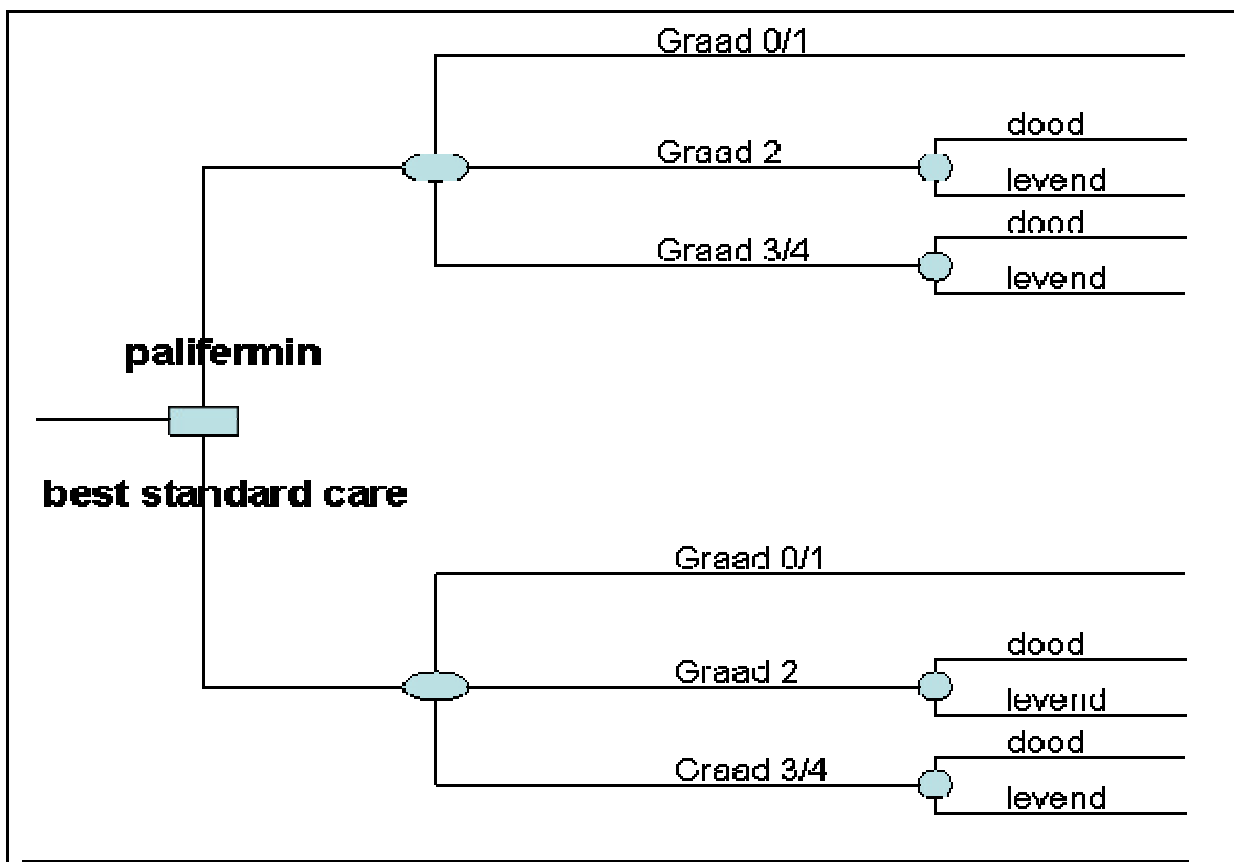 Graad 0/1
dood
Graad 2
levend
dood
Graad 3/4
levend
palifermin
best standard care
Graad 0/1
dood
Graad 2
levend
dood
Craad 3/4
levend